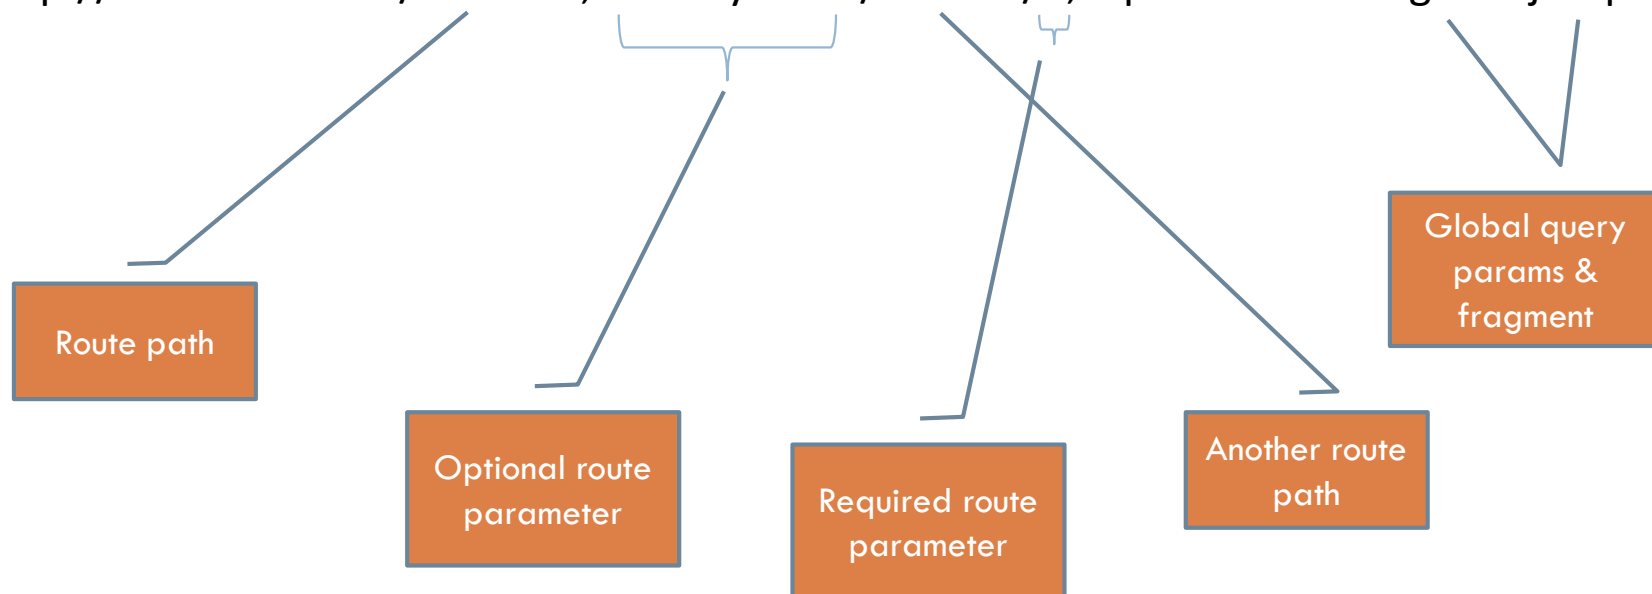 Route path
Optional route
parameter
Required route
parameter
Another route
path
Global query
params &
fragment